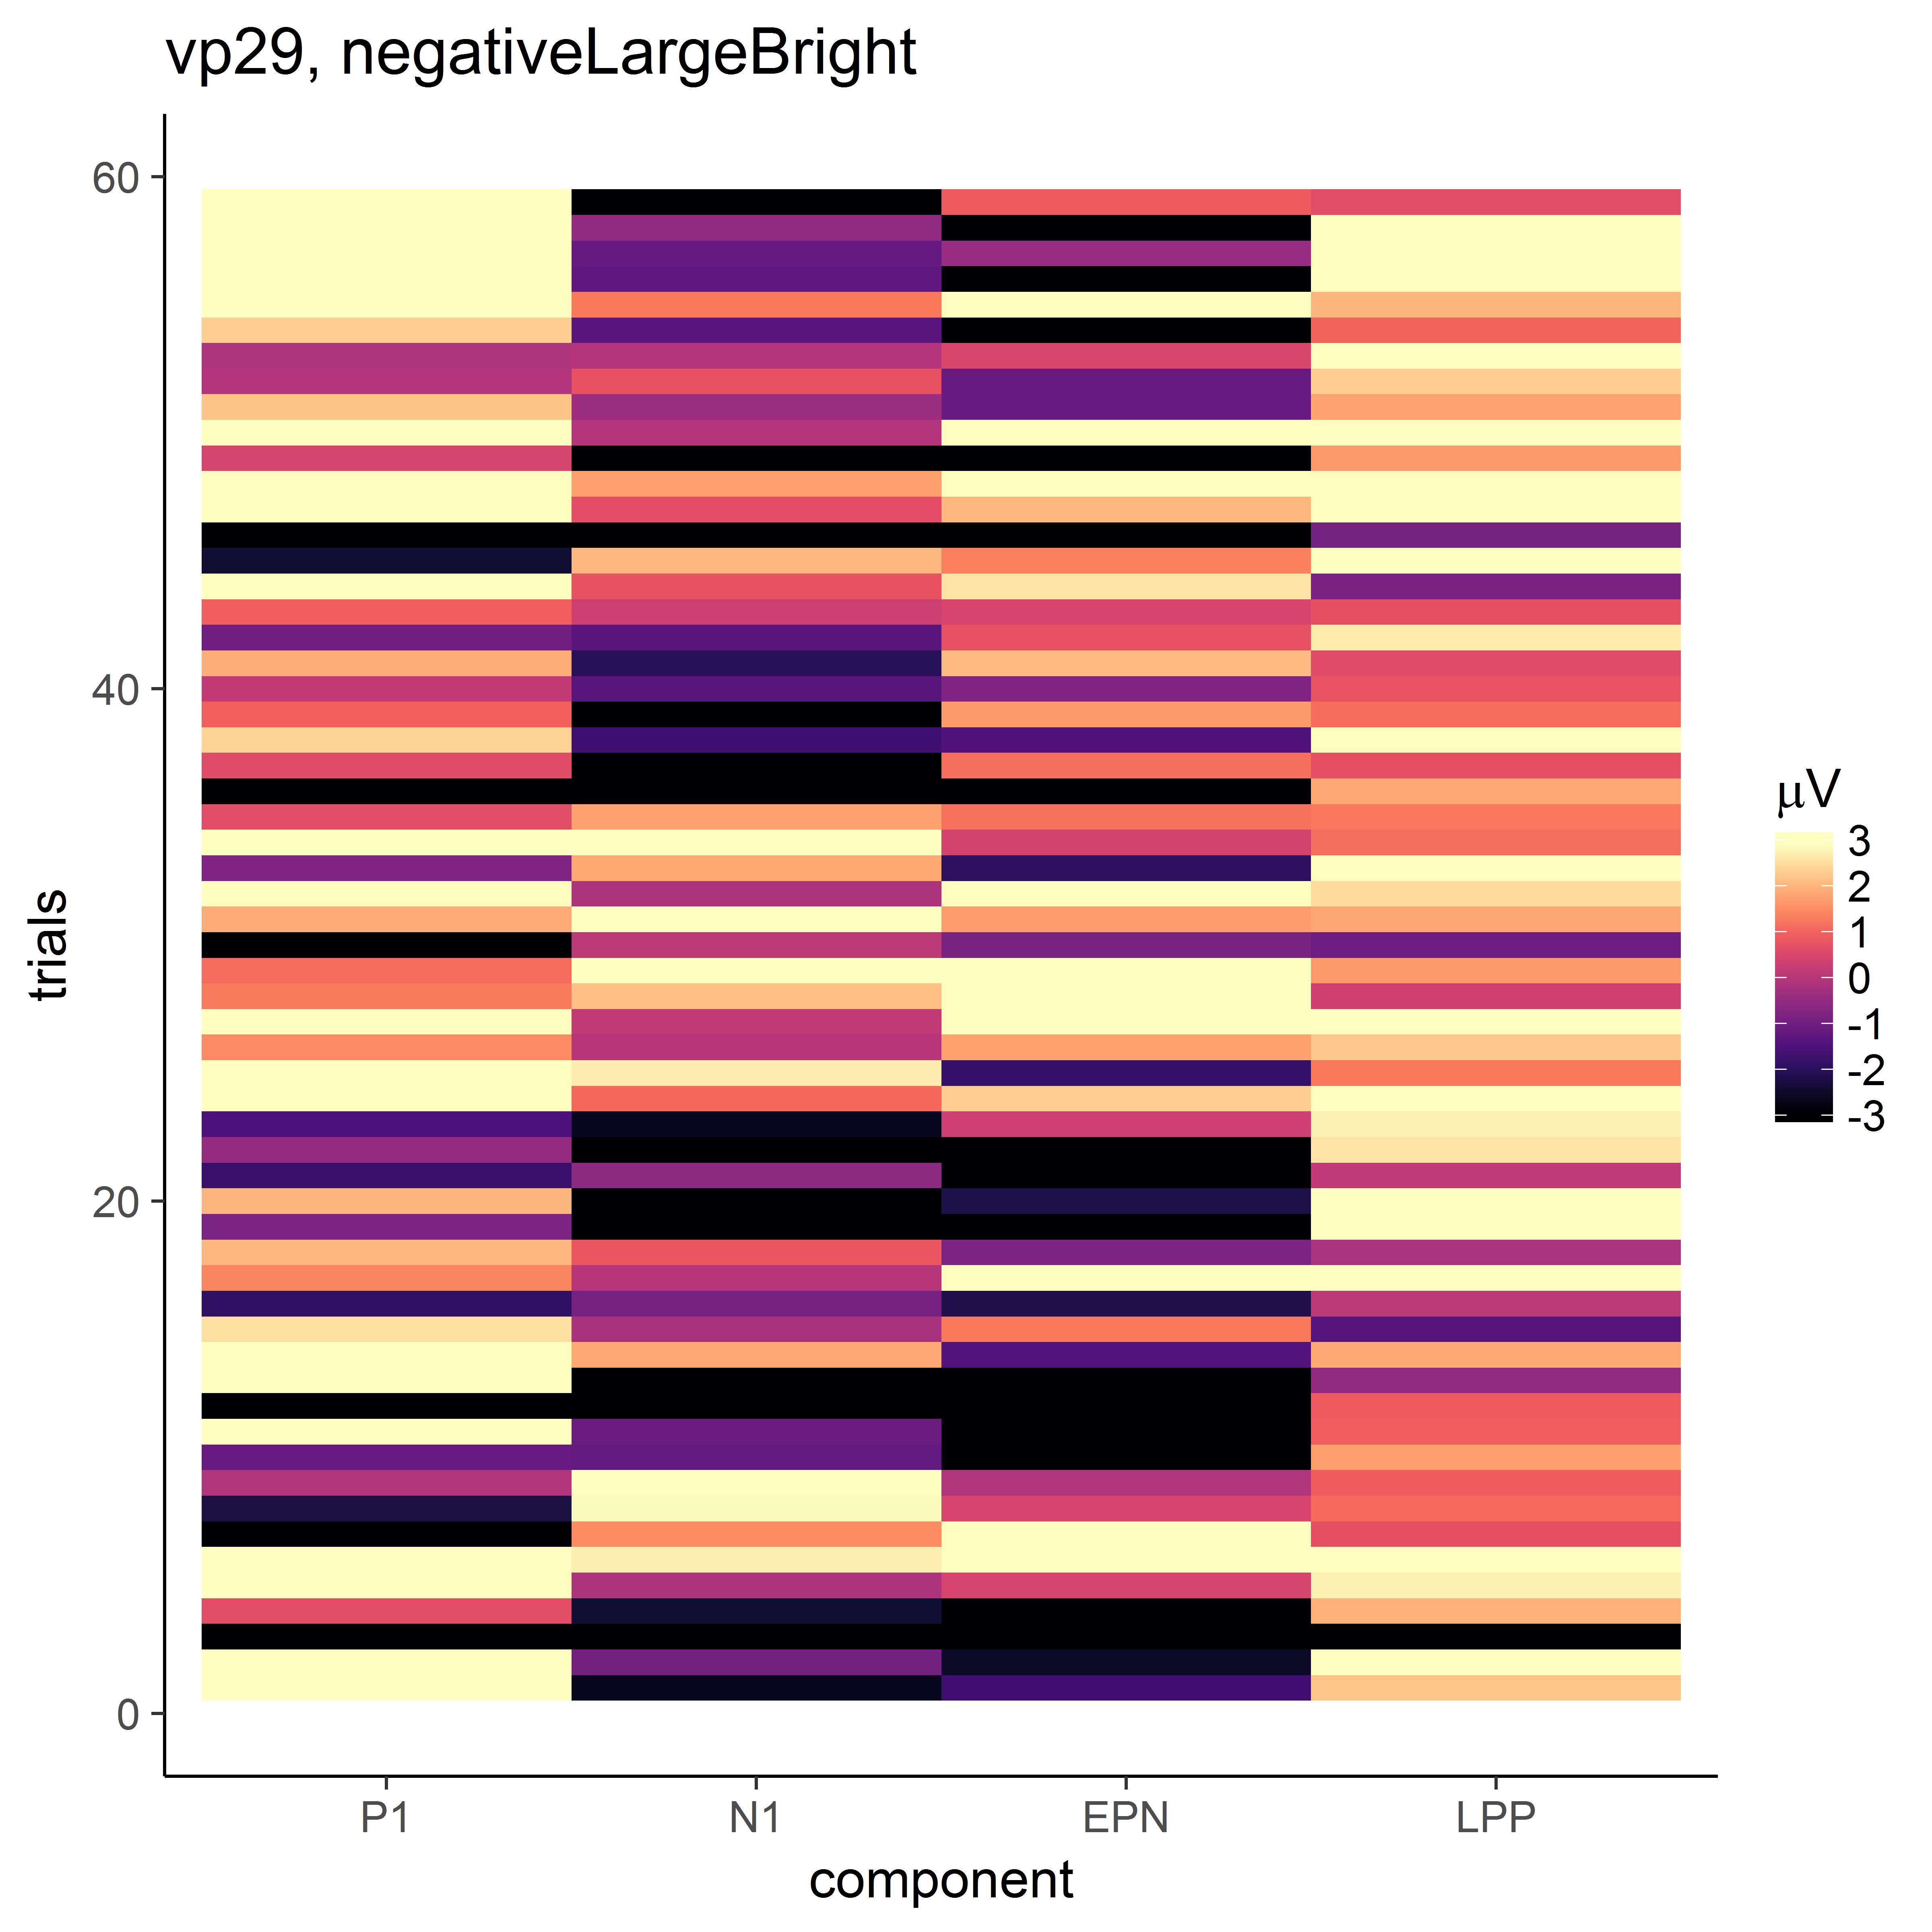 vp29, negativeLargeBright
60
40
20
0
trials
P1 N1 EPN LPP
component
μV
3
2
1
0
-1
-2
-3